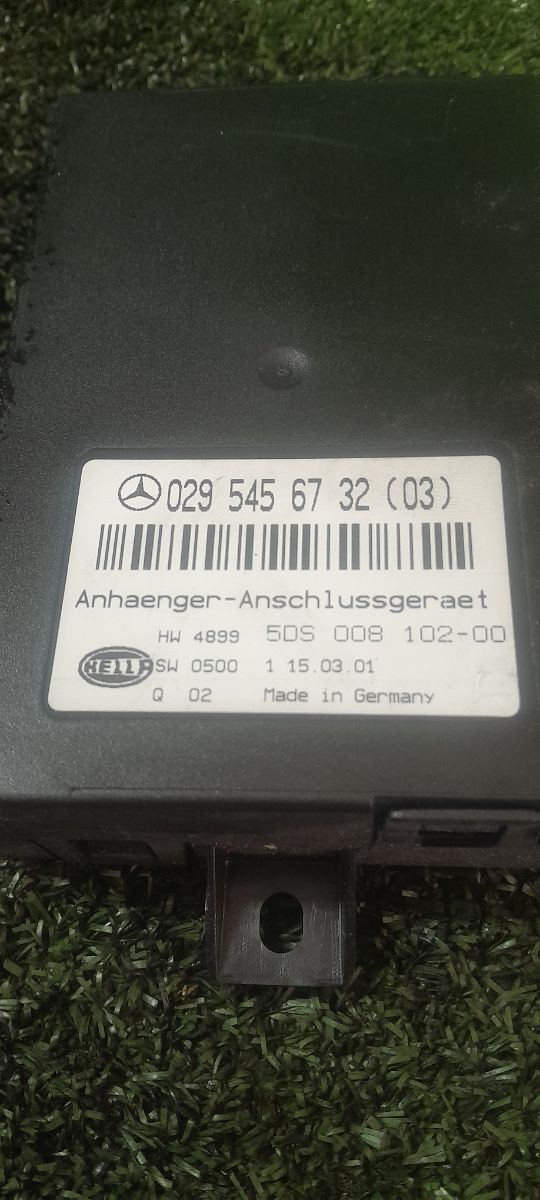 029 545 67 32 (03)
Anhaenger-Anschlussgeraet
HW 4899 5DS 008 102-00
HELLA SW 0500 1 15.03.01
Q 02 Made in Germany